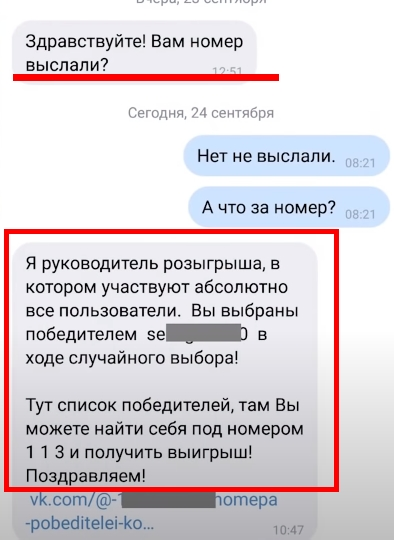 Вчера, 23 сентября
Здравствуйте! Вам номер
выслали?
12:51
Сегодня, 24 сентября
Нет не выслали. 08:21
А что за номер? 08:21
Я руководитель розыгрыша, в
котором участвуют абсолютно
все пользователи. Вы выбраны
победителем se 0 в
ходе случайного выбора!
Тут список победителей, там Вы
можете найти себя под номером
1 1 3 и получить выигрыш!
Поздравляем!
vk.com/@-1 nomepa
-pobeditelei-ko...
10:47